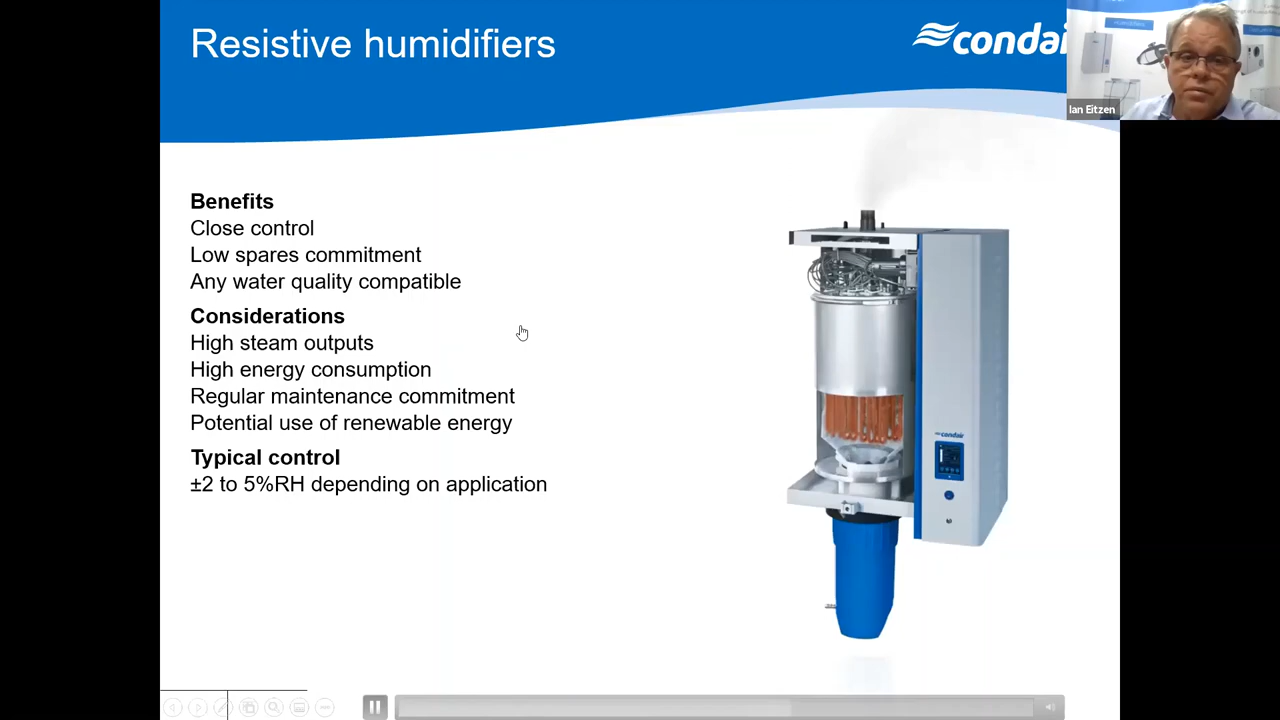 Resistive humidifiers
condai
Humidifiers
Ian Eitzen
Benefits
Close control
Low spares commitment
Any water quality compatible
Considerations
High steam outputs
High energy consumption
Regular maintenance commitment
Potential use of renewable energy
Typical control
±2 to 5%RH depending on application
condair